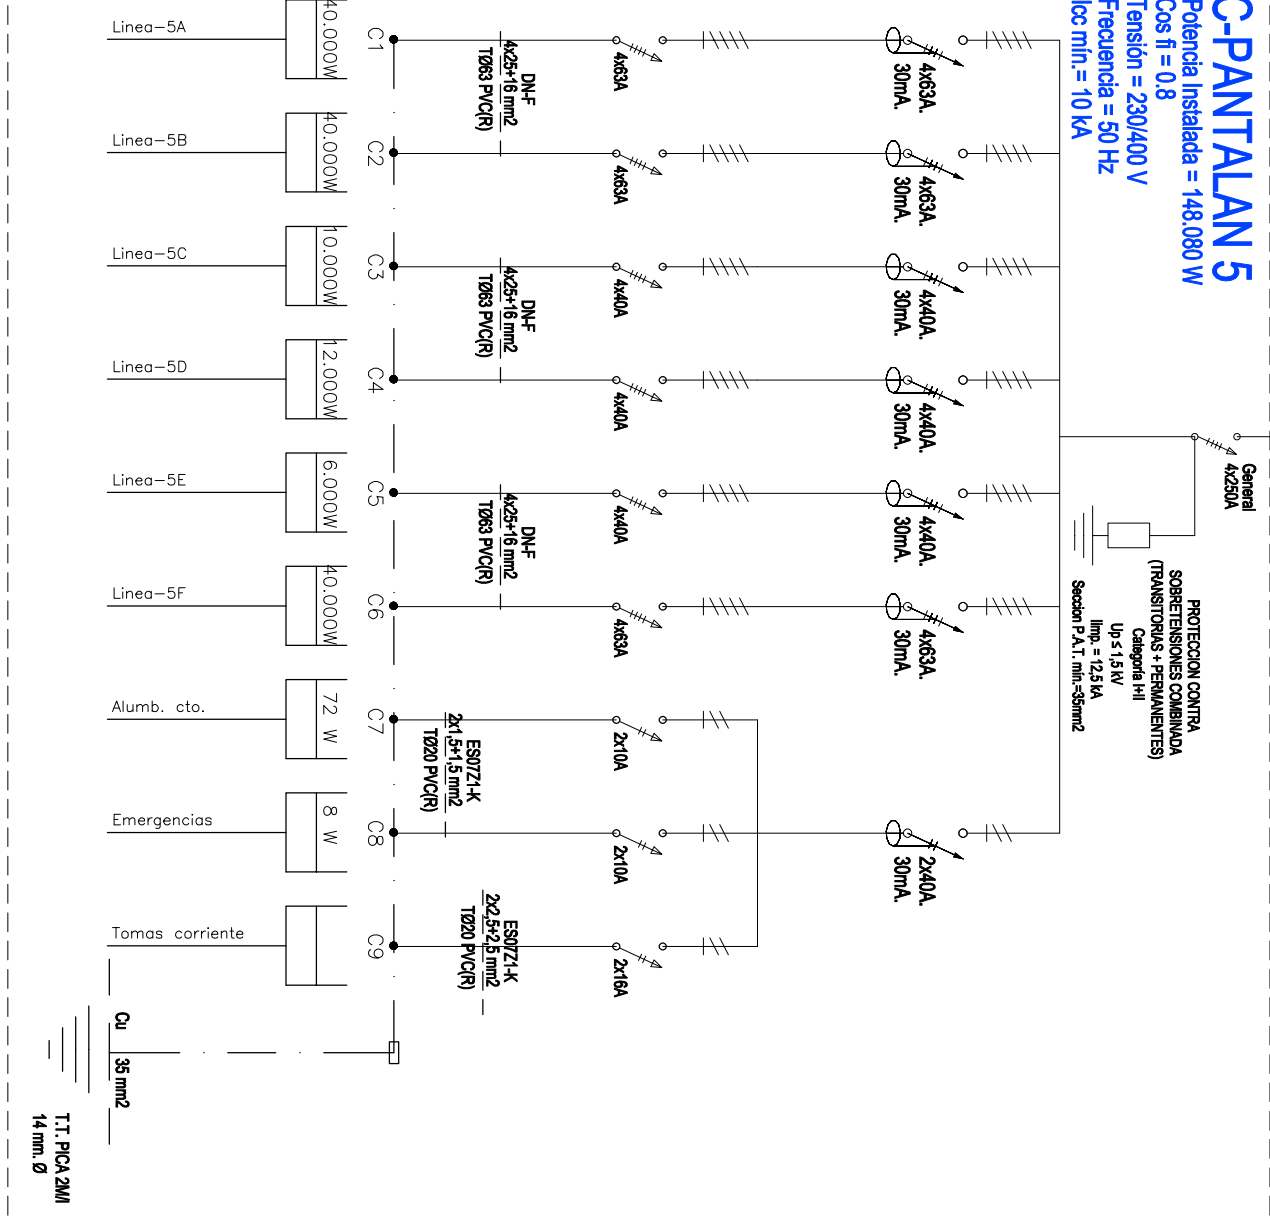 C-PANTALAN 5
Potencia Instalada = 148.080 W
Cos fi = 0.8
Tensión = 230/400 V
Frecuencia = 50 Hz
Icc mín.= 10 kA
General
4x250A
PROTECCION CONTRA
SOBRETENSIONES COMBINADA
(TRANSITORIAS + PERMANENTES)
Categoría I+II
Up ≤ 1,5 kV
Iimp. = 12,5 kA
Seccion P.A.T. mín.=35mm2
4x63A.
30mA.
4x63A.
30mA.
4x40A.
30mA.
4x40A.
30mA.
4x40A.
30mA.
4x63A.
30mA.
2x40A.
30mA.
4x63A
4x63A
4x40A
4x40A
4x40A
4x63A
2x10A
2x10A
2x16A
DN-F
4x25+16 mm2
TØ63 PVC(R)
DN-F
4x25+16 mm2
TØ63 PVC(R)
DN-F
4x25+16 mm2
TØ63 PVC(R)
ES07Z1-K
2x1,5+1,5 mm2
TØ20 PVC(R)
ES07Z1-K
2x2,5+2,5 mm2
TØ20 PVC(R)
C1
C2
C3
C4
C5
C6
C7
C8
C9
40.000W
40.000W
10.000W
12.000W
6.000W
40.000W
72 W
8 W
Linea-5A
Linea-5B
Linea-5C
Linea-5D
Linea-5E
Linea-5F
Alumb. cto.
Emergencias
Tomas corriente
Cu
35 mm2
T.T. PICA 2M/l
14 mm. Ø